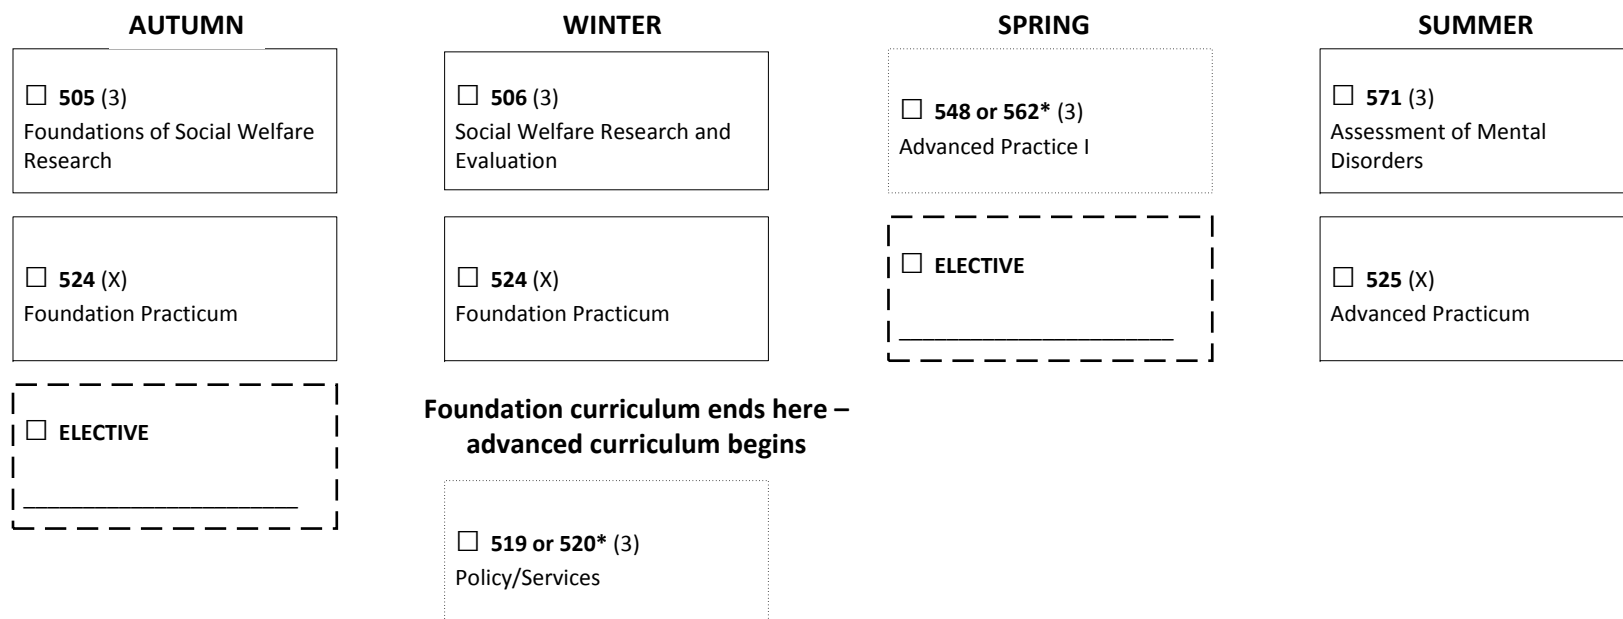 AUTUMN
☐ 505 (3)
Foundations of Social Welfare
Research
☐ 524 (X)
Foundation Practicum
☐ ELECTIVE
_______________________
WINTER
☐ 506 (3)
Social Welfare Research and
Evaluation
☐ 524 (X)
Foundation Practicum
Foundation curriculum ends here –
advanced curriculum begins
☐ 519 or 520* (3)
Policy/Services
SPRING
☐ 548 or 562* (3)
Advanced Practice I
☐ ELECTIVE
_______________________
SUMMER
☐ 571 (3)
Assessment of Mental
Disorders
☐ 525 (X)
Advanced Practicum